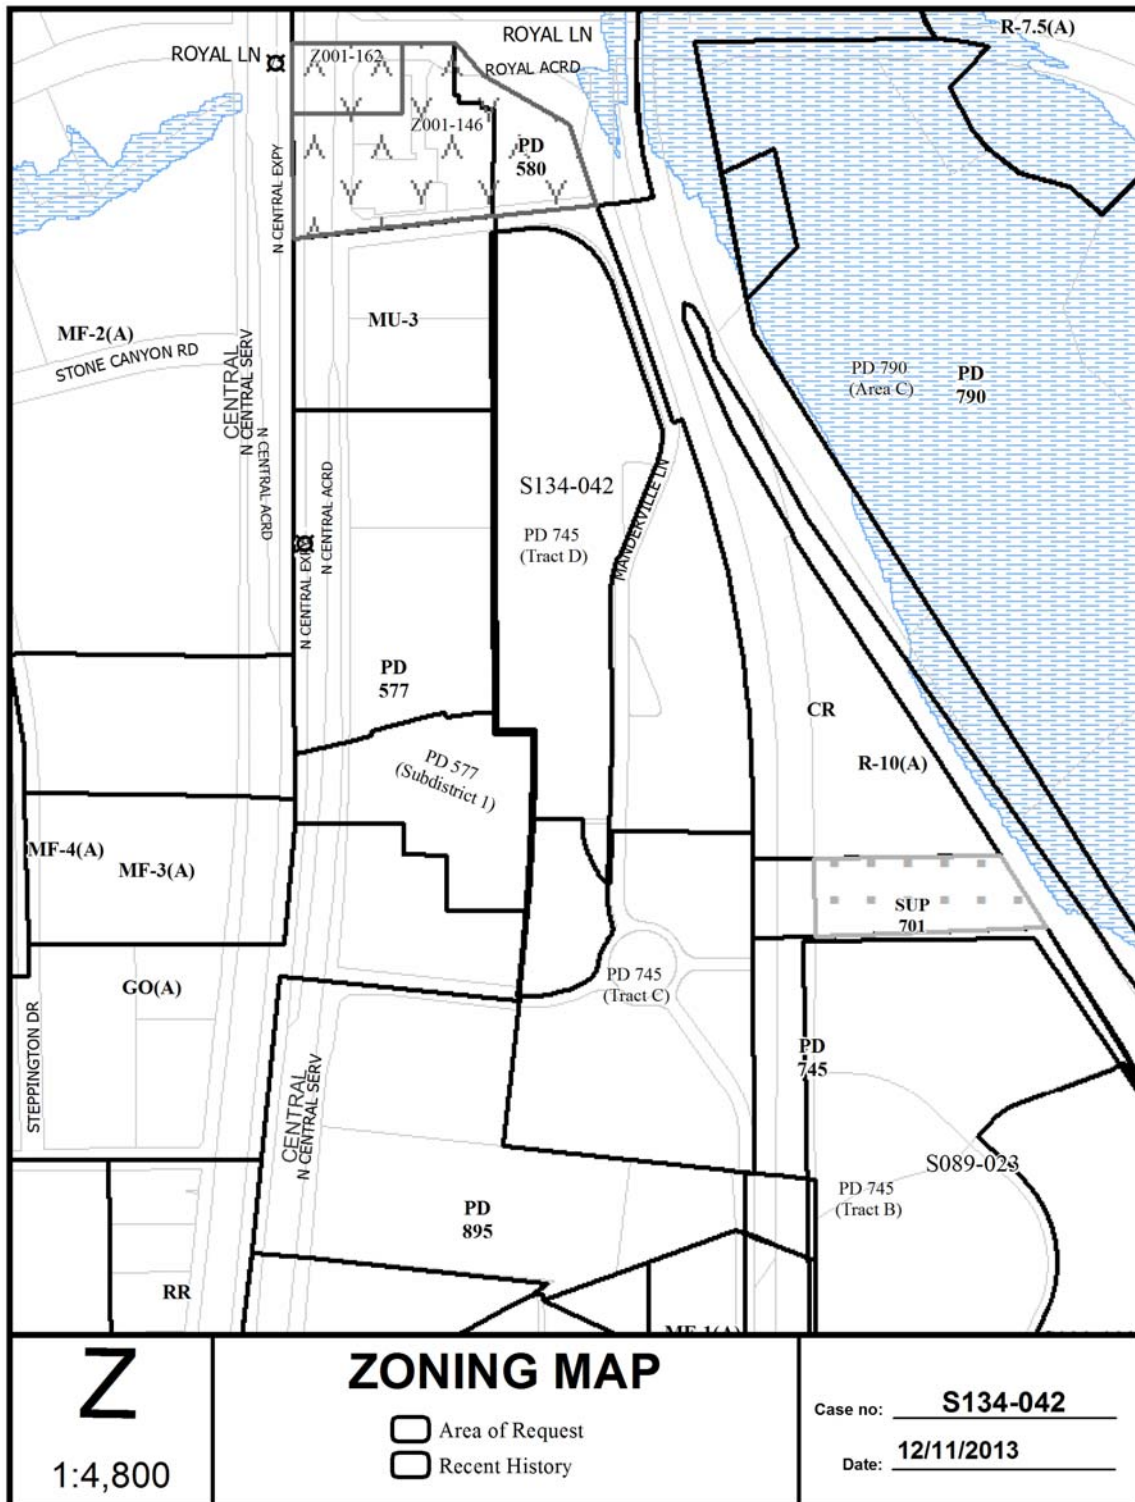 R-7.5(A)
ROYAL LN
ROYAL LN
Z001-162
ROYAL ACRD
Z001-146
PD
580
N CENTRAL EXPY
MF-2(A)
MU-3
STONE CANYON RD
CENTRAL
N CENTRAL SERV
PD 790
(Area C)
PD
790
N CENTRAL ACRD
N CENTRAL ACRD
S134-042
MANDERVILLE LN
PD 745
(Tract D)
PD
577
CR
PD 577
(Subdistrict 1)
R-10(A)
MF-4(A)
MF-3(A)
SUP
701
GO(A)
PD 745
(Tract C)
STEPPINGTON DR
PD
745
CENTRAL
N CENTRAL SERV
S089-023
PD 745
(Tract B)
PD
895
RR
Z
1:4,800
ZONING MAP
Area of Request
Recent History
Case no: S134-042
Date: 12/11/2013